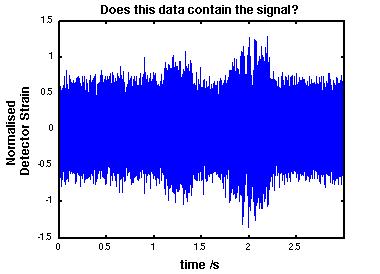 Does this data contain the signal?
1.5
1
0.5
0
-0.5
-1
-1.5
Normalised
Detector Strain
0 0.5 1 1.5 2 2.5
time /s